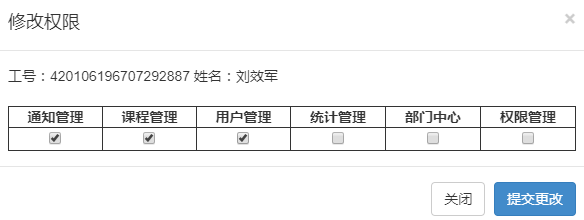 修改权限 ×
工号：420106196707292887 姓名：刘效军
通知管理 课程管理 用户管理 统计管理 部门中心 权限管理
关闭 提交更改